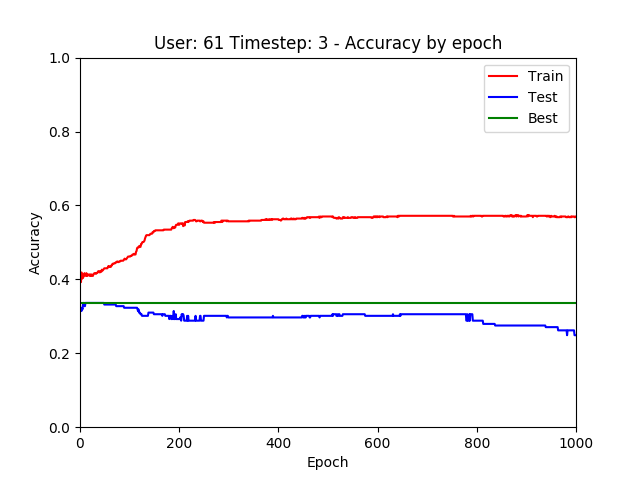 User: 61 Timestep: 3 - Accuracy by epoch
1.0
0.8
0.6
0.4
0.2
0.0
Accuracy
Train
Test
Best
0 200 400 600 800 1000
Epoch